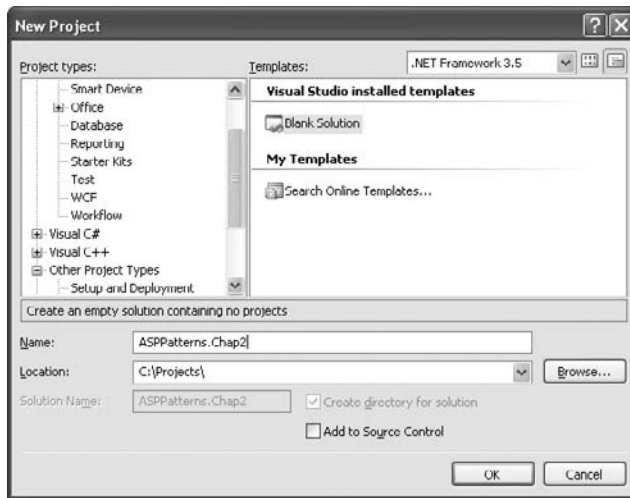 New Project
Project types:
Templates:
.NET Framework 3.5
Smart Device
Office
Database
Reporting
Starter Kits
Test
WCF
Workflow
Visual C#
Visual C++
Other Project Types
Setup and Deployment
Visual Studio installed templates
Blank Solution
My Templates
Search Online Templates...
Create an empty solution containing no projects
Name:
ASPPatterns.Chap2
Location:
C:\Projects\
Browse...
Solution Name:
ASPPatterns.Chap2
Create directory for solution
Add to Source Control
OK
Cancel